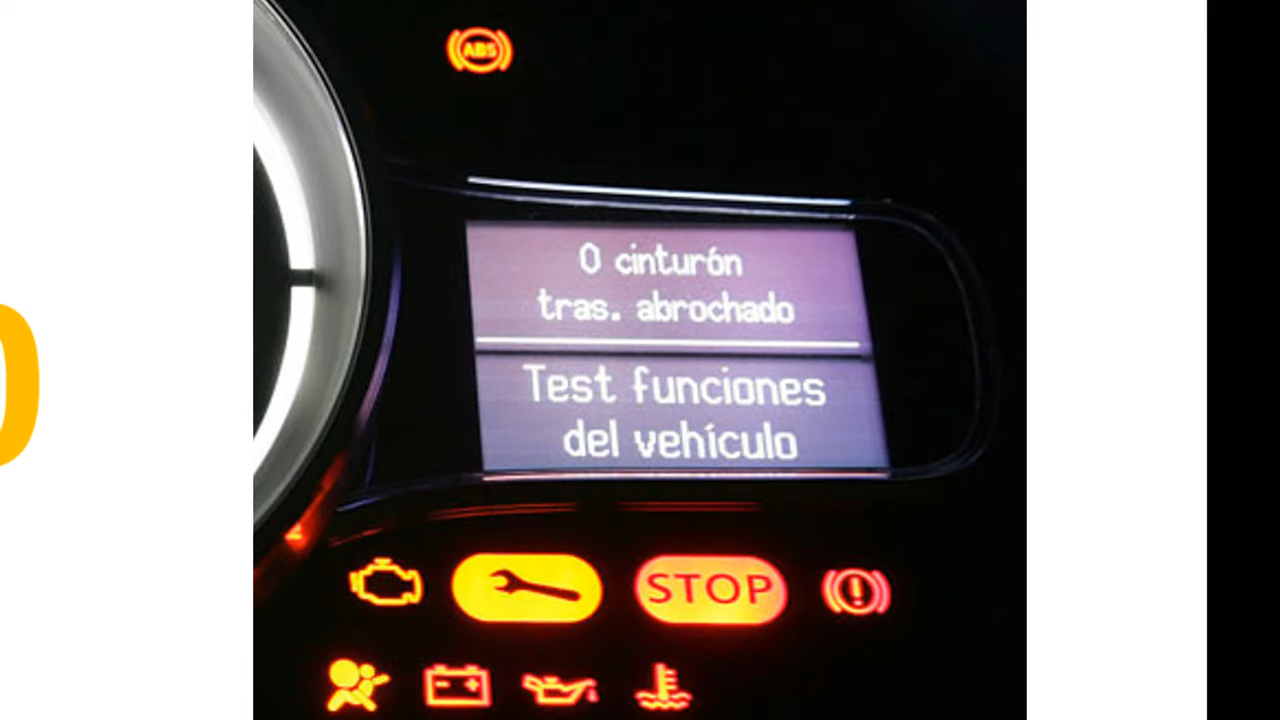 ABS
0 cinturón
tras. abrochado
Test funciones
del vehículo
STOP